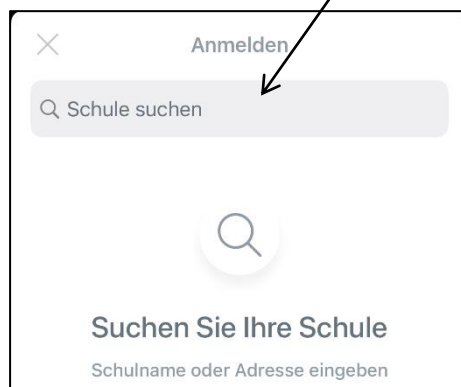 Anmelden
Schule suchen
Suchen Sie Ihre Schule
Schulname oder Adresse eingeben